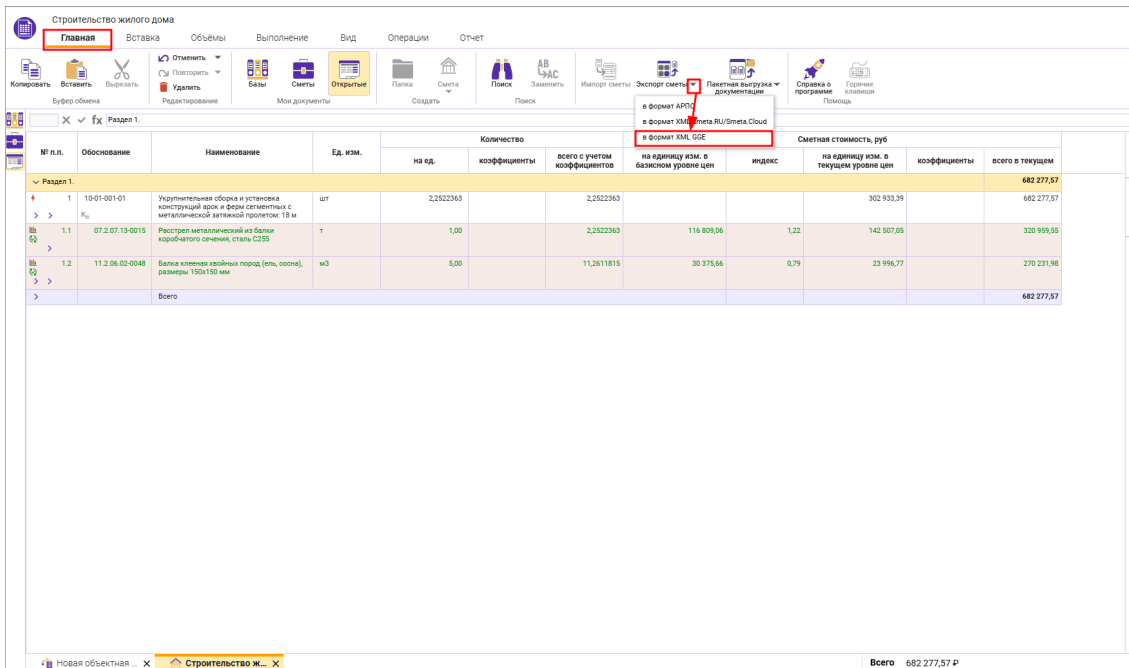 Строительство жилого дома
Главная Вставка Объёмы Выполнение Вид Операции Отчет
Копировать Вставить Вырезать
Буфер обмена
Отменить
Повторить
Удалить
Редактирование
Базы Сметы Открытые
Мои документы
Папка Смета
Создать
Поиск Заменить
Поиск
Импорт сметы Экспорт сметы Пакетная выгрузка документации
Справка о программе Горячие клавиши
Помощь
в формат АРПС
в формат XML Smeta.RU/Smeta.Cloud
в формат XML GGE
fx Раздел 1.
№ п.п. Обоснование Наименование Ед. изм. Количество Сметная стоимость, руб
на ед. коэффициенты всего с учетом коэффициентов на единицу изм. в базисном уровне цен индекс на единицу изм. в текущем уровне цен коэффициенты всего в текущем
Раздел 1. 682 277,57
1 10-01-001-01 Укрупнительная сборка и установка шт 2,2522363 2,2522363 302 933,39 682 277,57
конструкций арок и ферм сегментных с
Кₒ металлической затяжкой пролетом: 18 м
1.1 07.2.07.13-0015 Расстрел металлический из балки т 1,00 2,2522363 116 809,06 1,22 142 507,05 320 959,55
коробчатого сечения, сталь С255
1.2 11.2.06.02-0048 Балка клееная хвойных пород (ель, сосна), м3 5,00 11,2611815 30 375,66 0,79 23 996,77 270 231,98
размеры 150х150 мм
Всего 682 277,57
Новая объектная ... X Строительство ж... X Всего 682 277,57 ₽